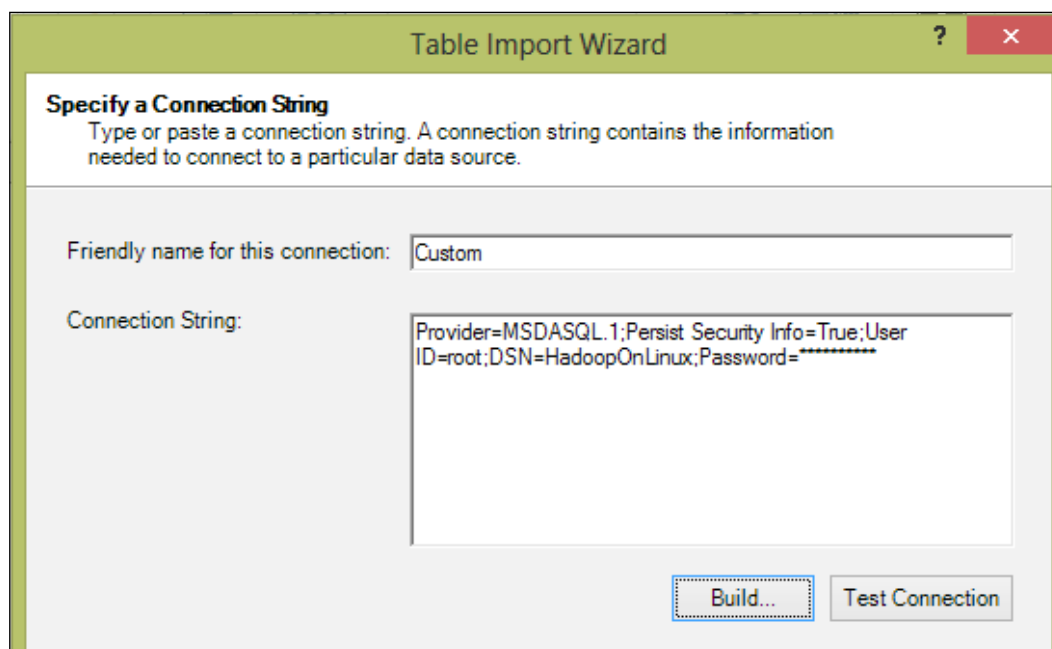 Table Import Wizard
?
×
Specify a Connection String
Type or paste a connection string. A connection string contains the information
needed to connect to a particular data source.
Friendly name for this connection:
Custom
Connection String:
Provider=MSDASQL.1;Persist Security Info=True;User
ID=root;DSN=HadoopOnLinux;Password=**********
Build...
Test Connection